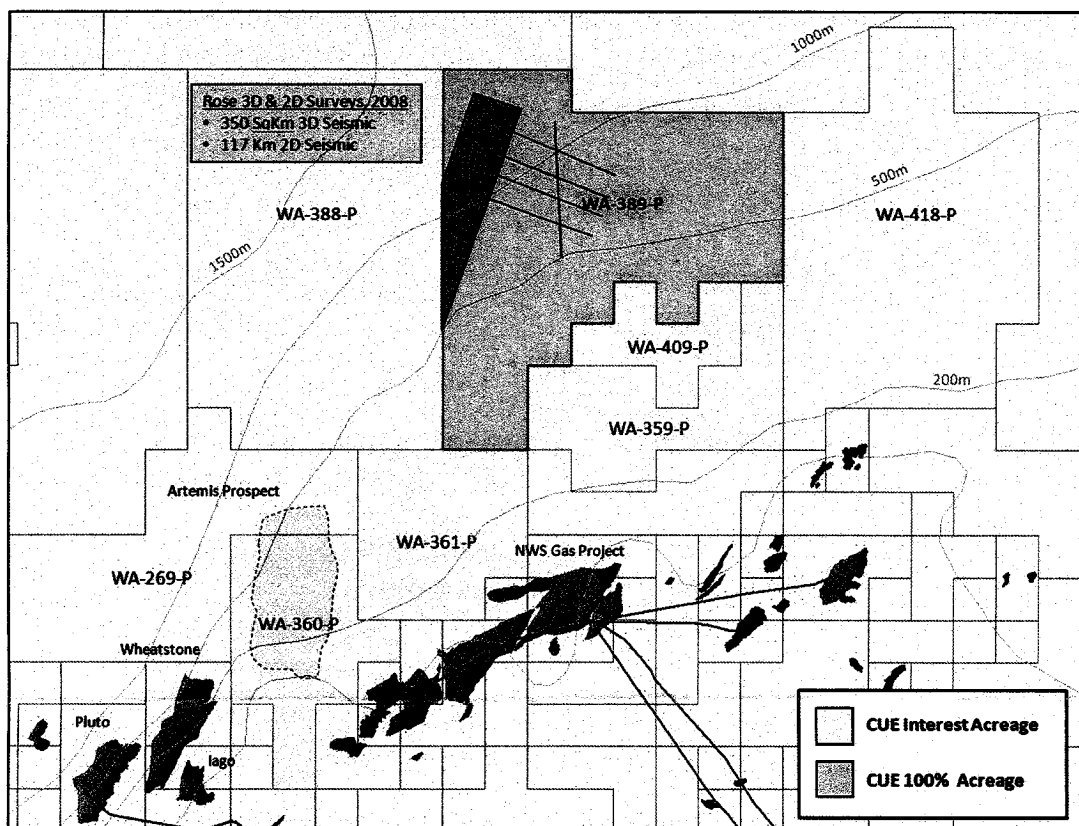 1000m
Rose 3D & 2D Surveys, 2008
• 350 SqKm 3D Seismic
• 117 Km 2D Seismic
500m
WA-388-P
WA-389-P
WA-418-P
1500m
WA-409-P
200m
WA-359-P
Artemis Prospect
WA-361-P
NWS Gas Project
WA-269-P
WA-360-P
Wheatstone
Pluto
Iago
CUE Interest Acreage
CUE 100% Acreage